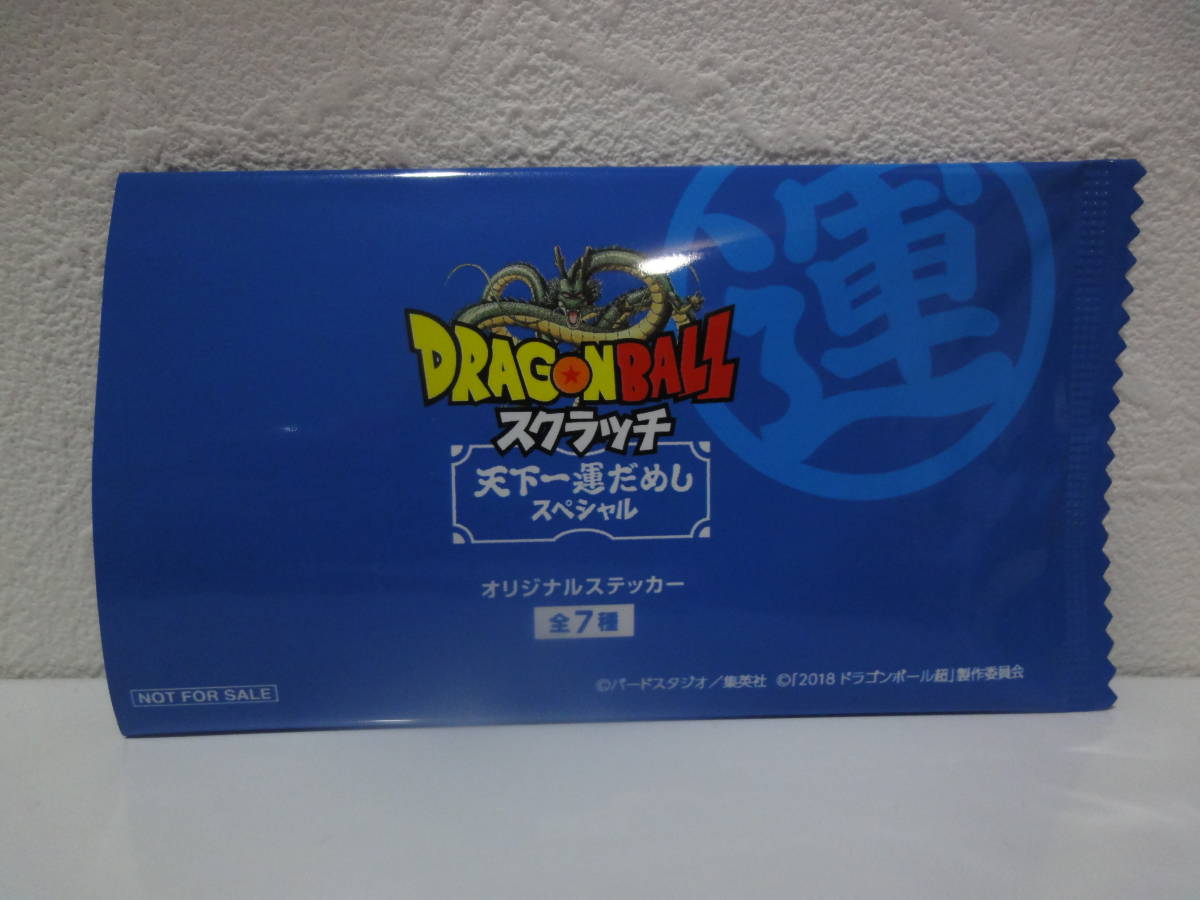 運
DRAGONBALL
スクラッチ
天下一運だめし
スペシャル
オリジナルステッカー
全7種
NOT FOR SALE
©バードスタジオ／集英社 ©「2018 ドラゴンボール超」製作委員会